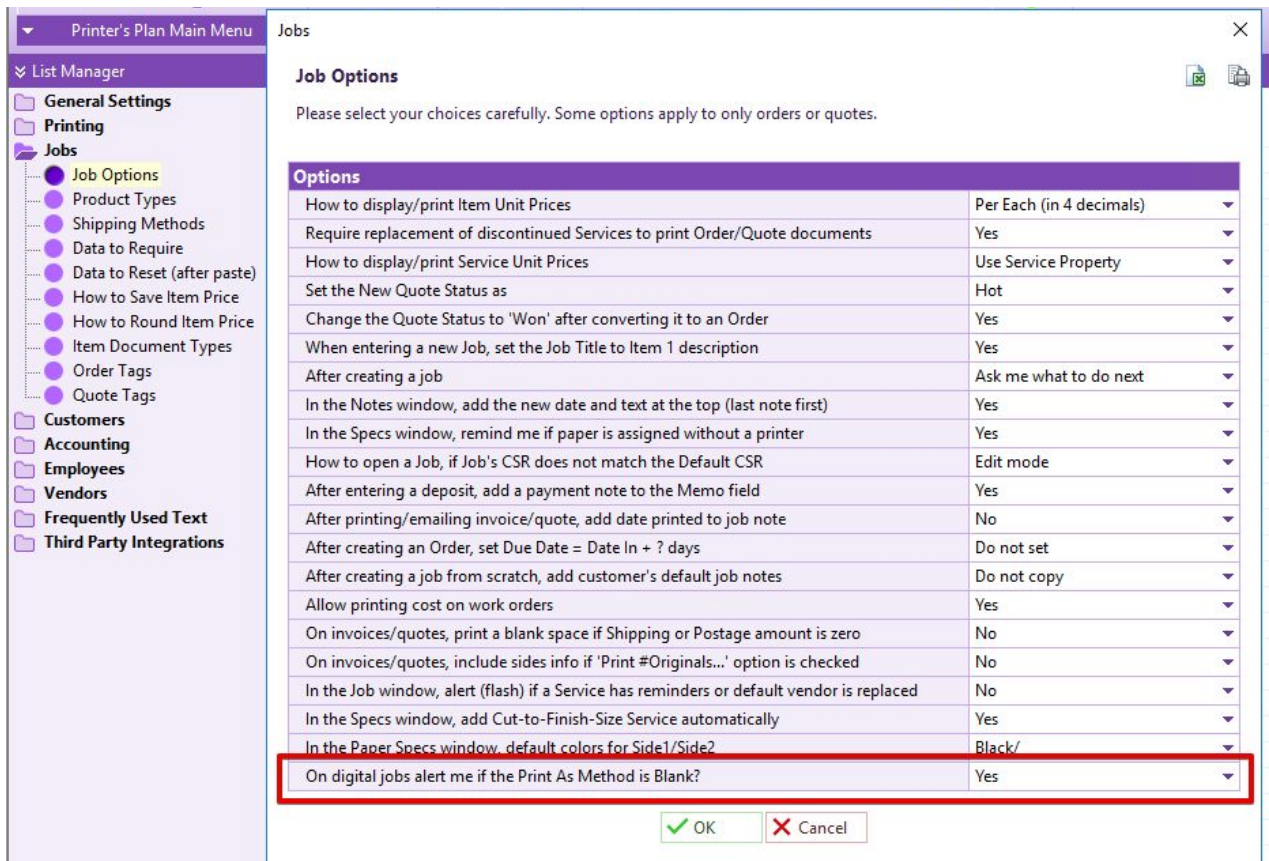 Printer's Plan Main Menu
List Manager
General Settings
Printing
Jobs
Job Options
Product Types
Shipping Methods
Data to Require
Data to Reset (after paste)
How to Save Item Price
How to Round Item Price
Item Document Types
Order Tags
Quote Tags
Customers
Accounting
Employees
Vendors
Frequently Used Text
Third Party Integrations
Jobs
Job Options
Please select your choices carefully. Some options apply to only orders or quotes.
Options
How to display/print Item Unit Prices Per Each (in 4 decimals)
Require replacement of discontinued Services to print Order/Quote documents Yes
How to display/print Service Unit Prices Use Service Property
Set the New Quote Status as Hot
Change the Quote Status to 'Won' after converting it to an Order Yes
When entering a new Job, set the Job Title to Item 1 description Yes
After creating a job Ask me what to do next
In the Notes window, add the new date and text at the top (last note first) Yes
In the Specs window, remind me if paper is assigned without a printer Yes
How to open a Job, if Job's CSR does not match the Default CSR Edit mode
After entering a deposit, add a payment note to the Memo field Yes
After printing/emailing invoice/quote, add date printed to job note No
After creating an Order, set Due Date = Date In + ? days Do not set
After creating a job from scratch, add customer's default job notes Do not copy
Allow printing cost on work orders Yes
On invoices/quotes, print a blank space if Shipping or Postage amount is zero No
On invoices/quotes, include sides info if 'Print #Originals...' option is checked No
In the Job window, alert (flash) if a Service has reminders or default vendor is replaced No
In the Specs window, add Cut-to-Finish-Size Service automatically Yes
In the Paper Specs window, default colors for Side1/Side2 Black/
On digital jobs alert me if the Print As Method is Blank? Yes
OK Cancel